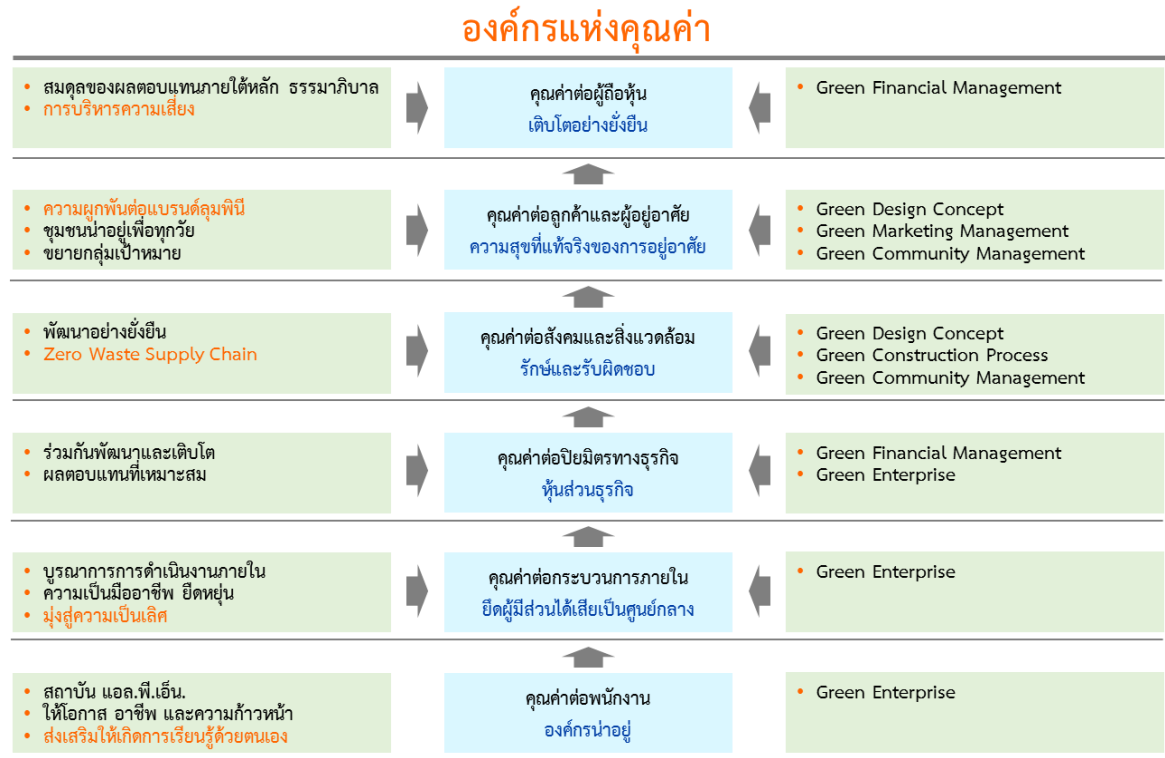 องค์กรแห่งคุณค่า
• สมดุลของผลตอบแทนภายใต้หลัก ธรรมาภิบาล
• การบริหารความเสี่ยง
คุณค่าต่อผู้ถือหุ้น
เติบโตอย่างยั่งยืน
• Green Financial Management
• ความผูกพันต่อแบรนด์ลุมพินี
• ชุมชนน่าอยู่เพื่อทุกวัย
• ขยายกลุ่มเป้าหมาย
คุณค่าต่อลูกค้าและผู้อยู่อาศัย
ความสุขที่แท้จริงของการอยู่อาศัย
• Green Design Concept
• Green Marketing Management
• Green Community Management
• พัฒนาอย่างยั่งยืน
• Zero Waste Supply Chain
คุณค่าต่อสังคมและสิ่งแวดล้อม
รักษ์และรับผิดชอบ
• Green Design Concept
• Green Construction Process
• Green Community Management
• ร่วมกันพัฒนาและเติบโต
• ผลตอบแทนที่เหมาะสม
คุณค่าต่อปิยมิตรทางธุรกิจ
หุ้นส่วนธุรกิจ
• Green Financial Management
• Green Enterprise
• บูรณาการการดำเนินงานภายใน
• ความเป็นมืออาชีพ ยืดหยุ่น
• มุ่งสู่ความเป็นเลิศ
คุณค่าต่อกระบวนการภายใน
ยึดผู้มีส่วนได้เสียเป็นศูนย์กลาง
• Green Enterprise
• สถาบัน แอล.พี.เอ็น.
• ให้โอกาส อาชีพ และความก้าวหน้า
• ส่งเสริมให้เกิดการเรียนรู้ด้วยตนเอง
คุณค่าต่อพนักงาน
องค์กรน่าอยู่
• Green Enterprise